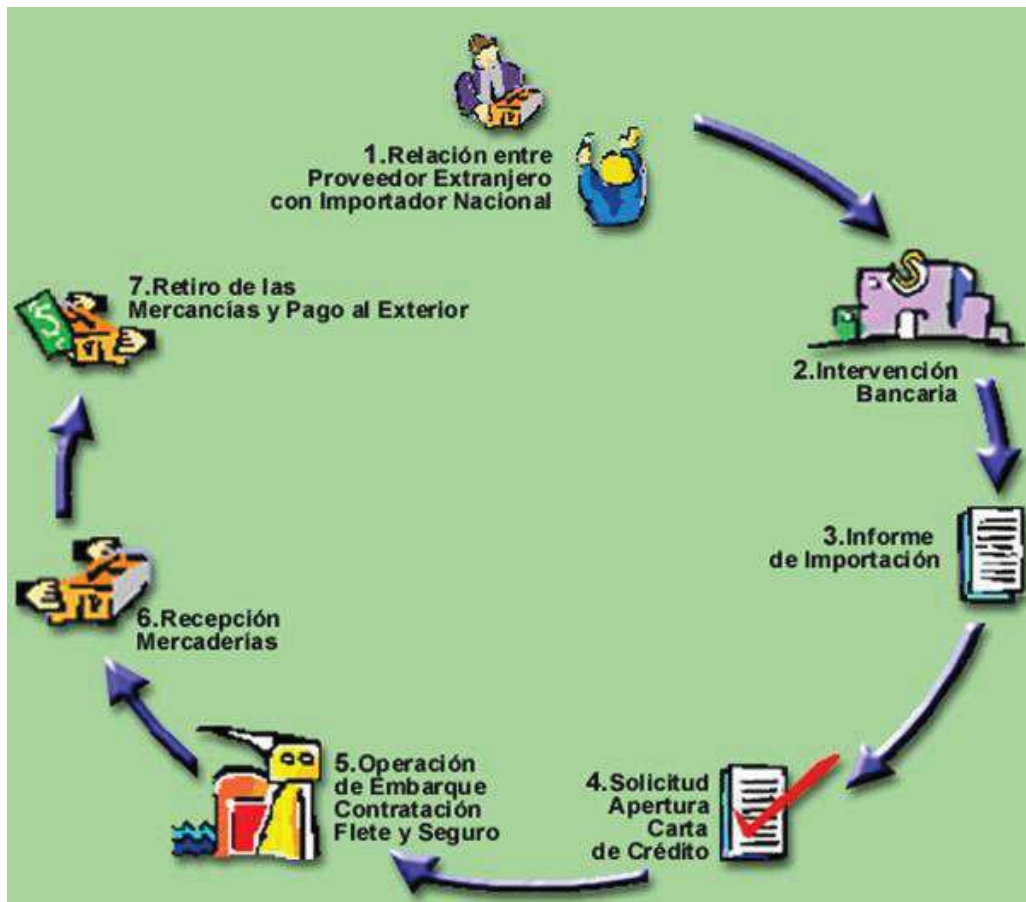 1.Relación entre
Proveedor Extranjero
con Importador Nacional
2.Intervención
Bancaria
3.Informe
de Importación
4.Solicitud
Apertura
Carta
de Crédito
5.Operación
de Embarque
Contratación
Flete y Seguro
6.Recepción
Mercaderías
7.Retiro de las
Mercancías y Pago al Exterior